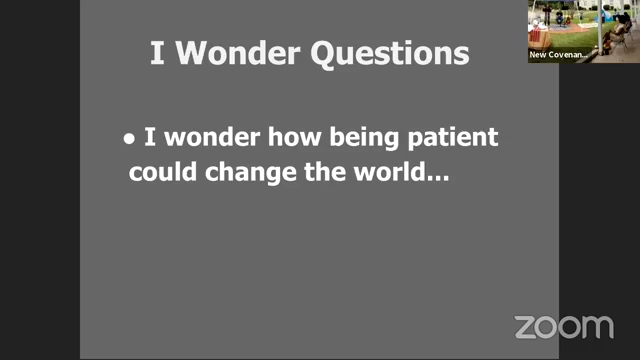 New Covenan...
I Wonder Questions
● I wonder how being patient
could change the world...
zoom